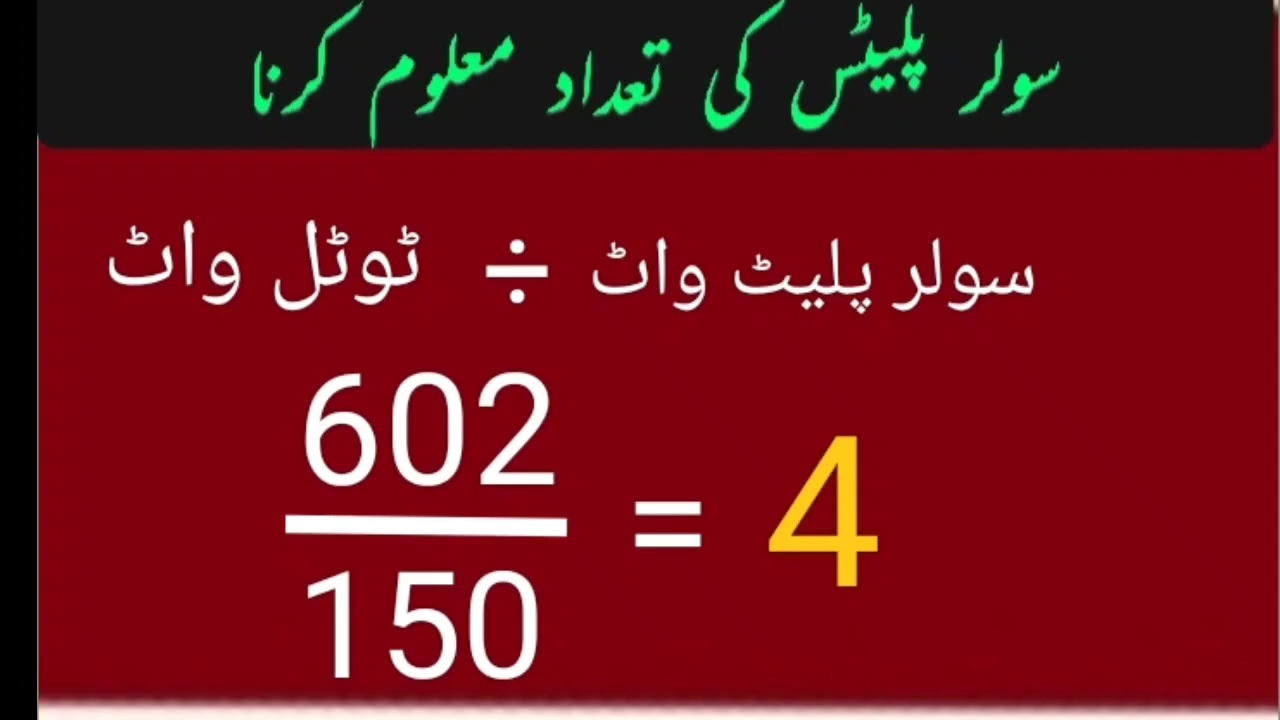 سولر پلیٹس کی تعداد معلوم کرنا
سولر پلیٹ واٹ ÷ ٹوٹل واٹ
602
150
= 4